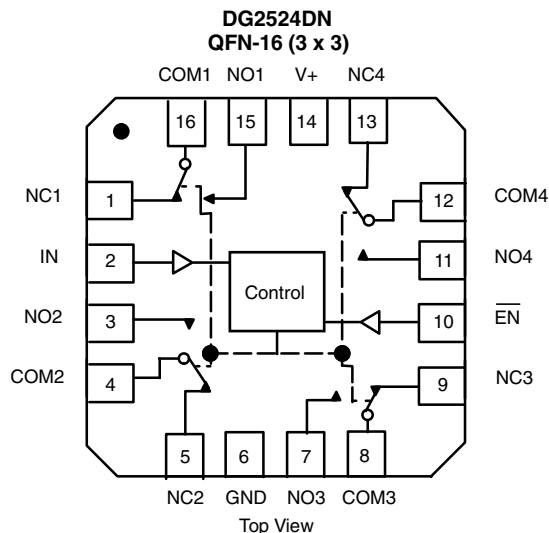 DG2524DN
QFN-16 (3 x 3)
COM1 NO1 V+ NC4
16 15 14 13
NC1 1 12 COM4
IN 2 11 NO4
Control
NO2 3 10 EN
COM2 4 9 NC3
5 6 7 8
NC2 GND NO3 COM3
Top View